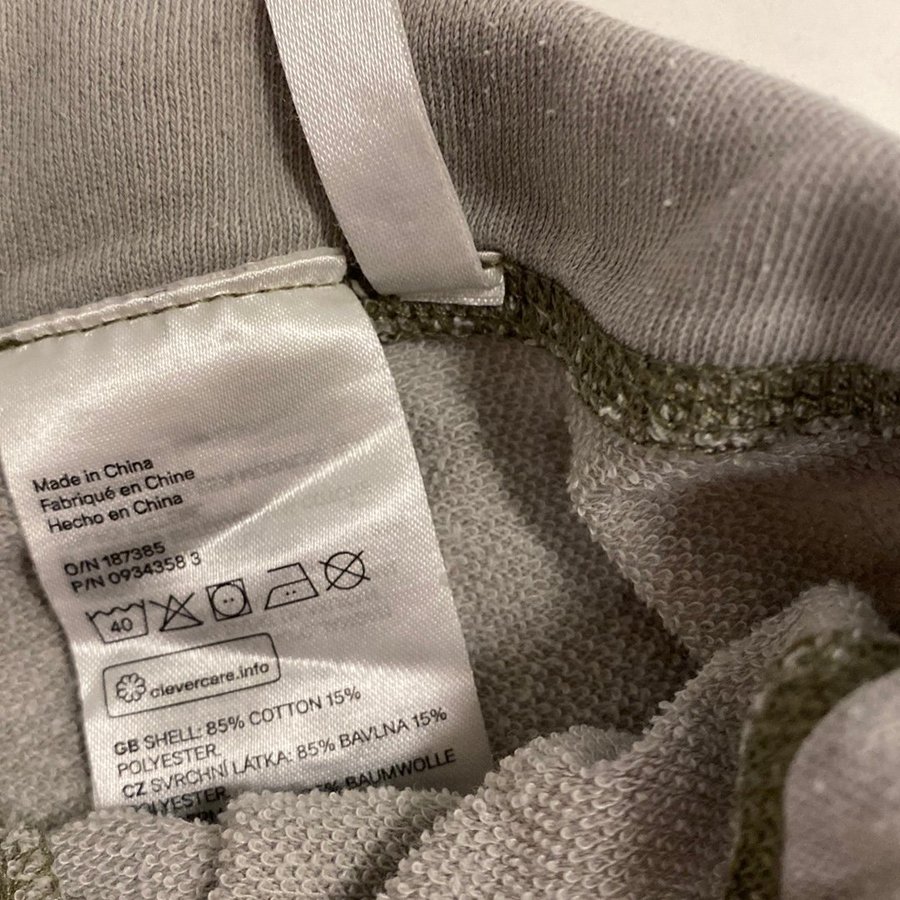 Made in China
Fabriqué en Chine
Hecho en China
O/N 187385
P/N 0934358 3
40
clevercare.info
GB SHELL: 85% COTTON 15%
POLYESTER
CZ SVRCHNÍ LÁTKA: 85% BAVLNA 15%
POLYESTER
BAUMWOLLE